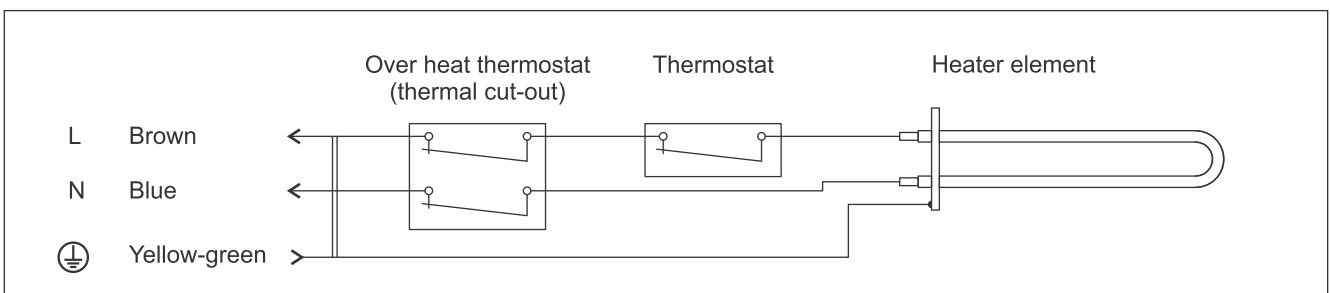 Over heat thermostat
(thermal cut-out)
Thermostat
Heater element
L Brown
N Blue
Yellow-green